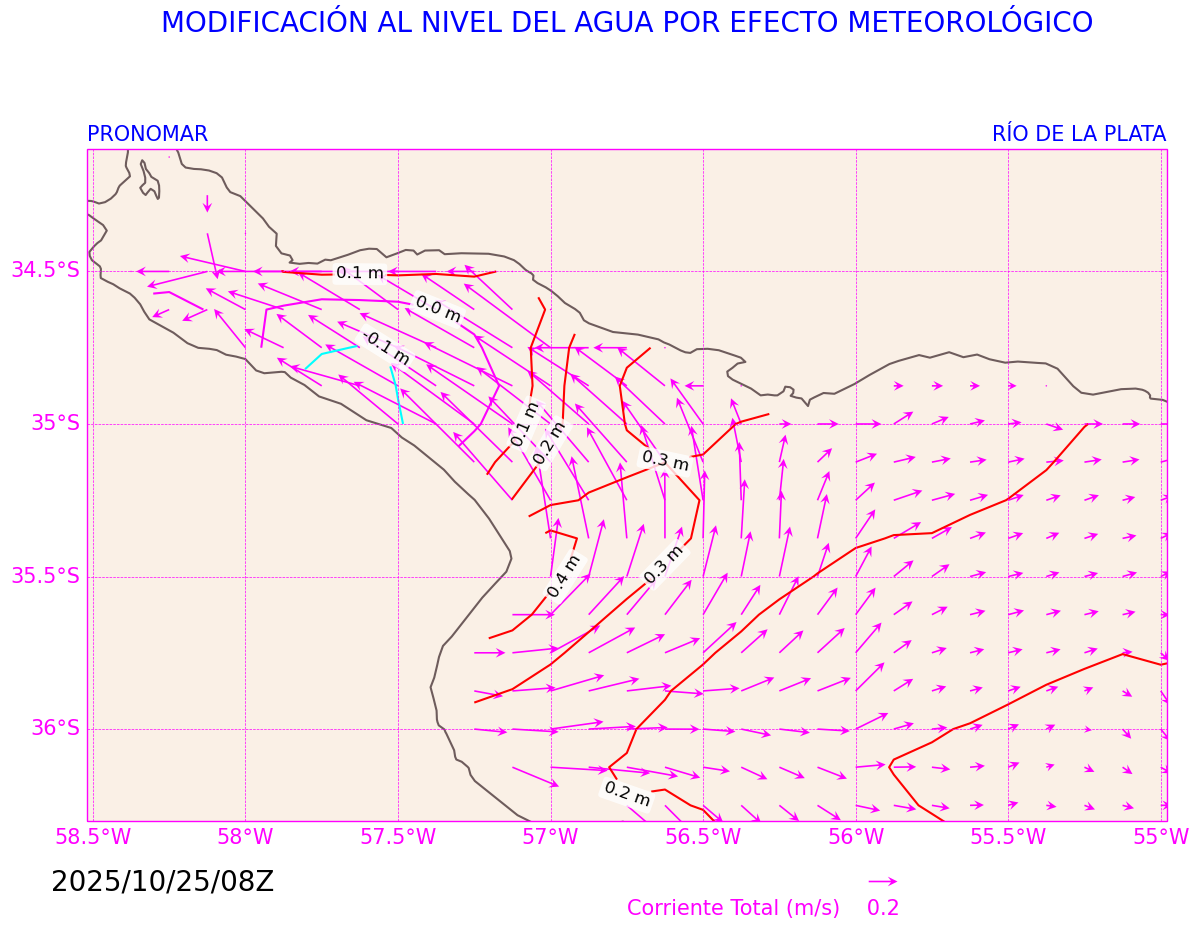 MODIFICACIÓN AL NIVEL DEL AGUA POR EFECTO METEOROLÓGICO
PRONOMAR
RÍO DE LA PLATA
34.5°S
0.1 m
0.0 m
-0.1 m
35°S
0.1 m
0.2 m
0.3 m
35.5°S
0.4 m
0.3 m
36°S
0.2 m
58.5°W
58°W
57.5°W
57°W
56.5°W
56°W
55.5°W
55°W
2025/10/25/08Z
Corriente Total (m/s)
0.2